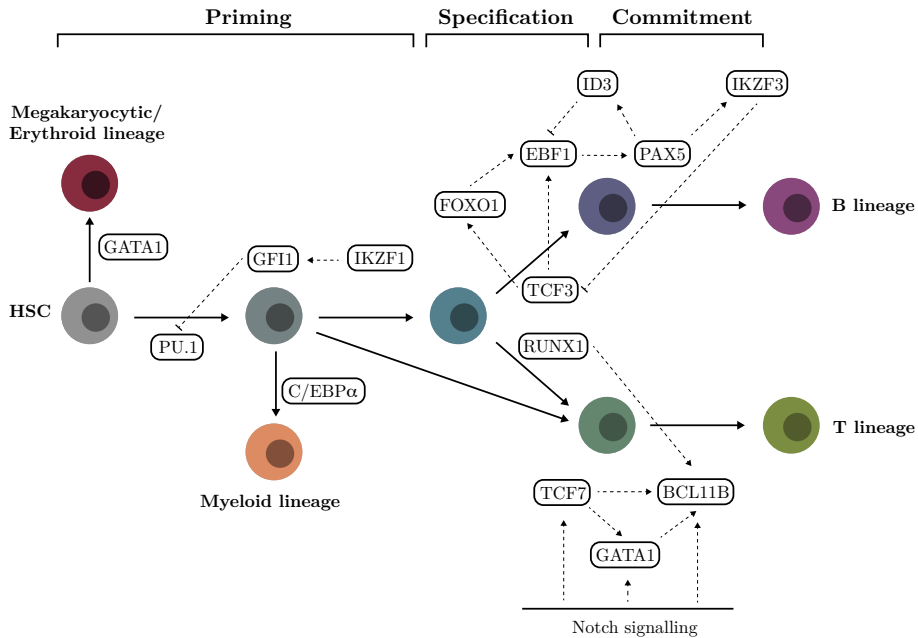 Priming
Specification
Commitment
ID3
IKZF3
Megakaryocytic/
Erythroid lineage
EBF1
PAX5
FOXO1
B lineage
GATA1
GFI1
IKZF1
TCF3
HSC
PU.1
RUNX1
C/EBPα
T lineage
Myeloid lineage
TCF7
BCL11B
GATA1
Notch signalling